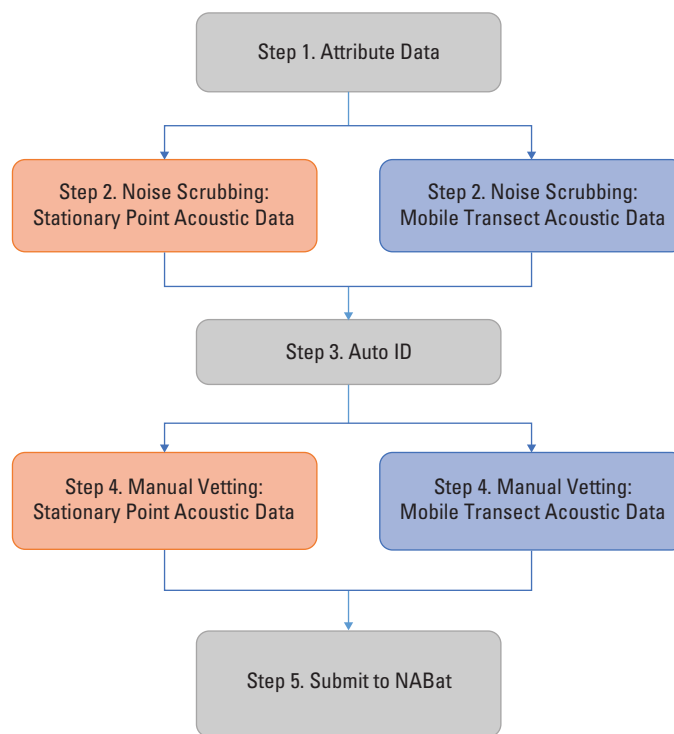 Step 1. Attribute Data
Step 2. Noise Scrubbing:
Stationary Point Acoustic Data
Step 2. Noise Scrubbing:
Mobile Transect Acoustic Data
Step 3. Auto ID
Step 4. Manual Vetting:
Stationary Point Acoustic Data
Step 4. Manual Vetting:
Mobile Transect Acoustic Data
Step 5. Submit to NABat